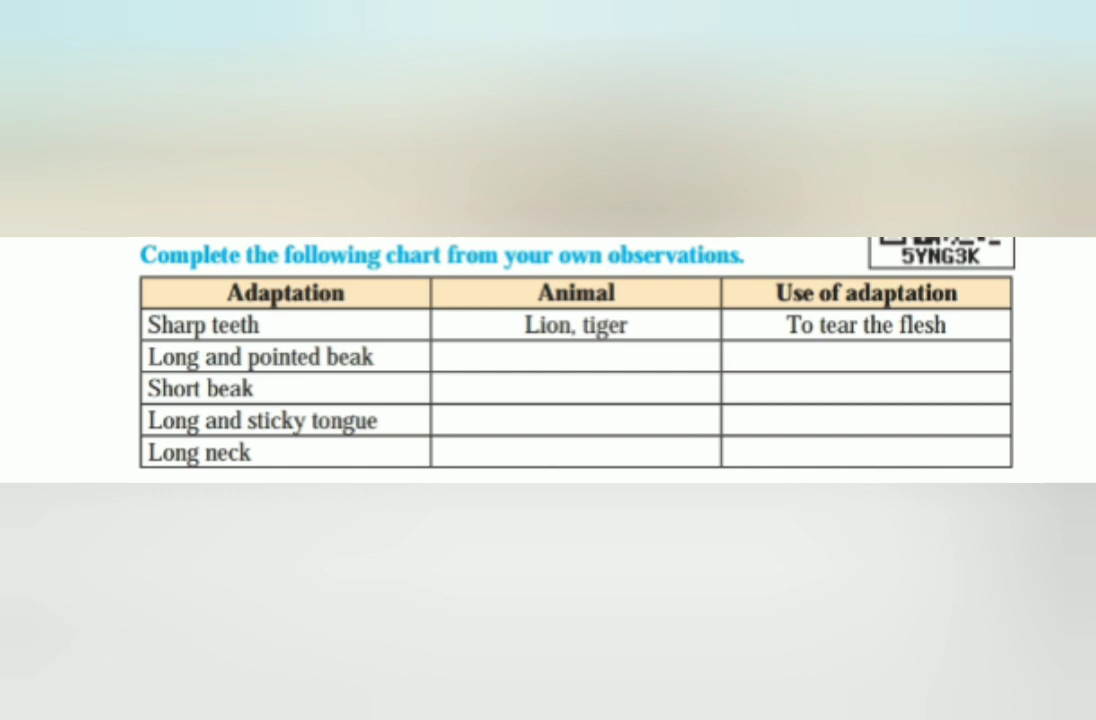 Complete the following chart from your own observations.
5YNG3K
Adaptation Animal Use of adaptation
Sharp teeth Lion, tiger To tear the flesh
Long and pointed beak
Short beak
Long and sticky tongue
Long neck